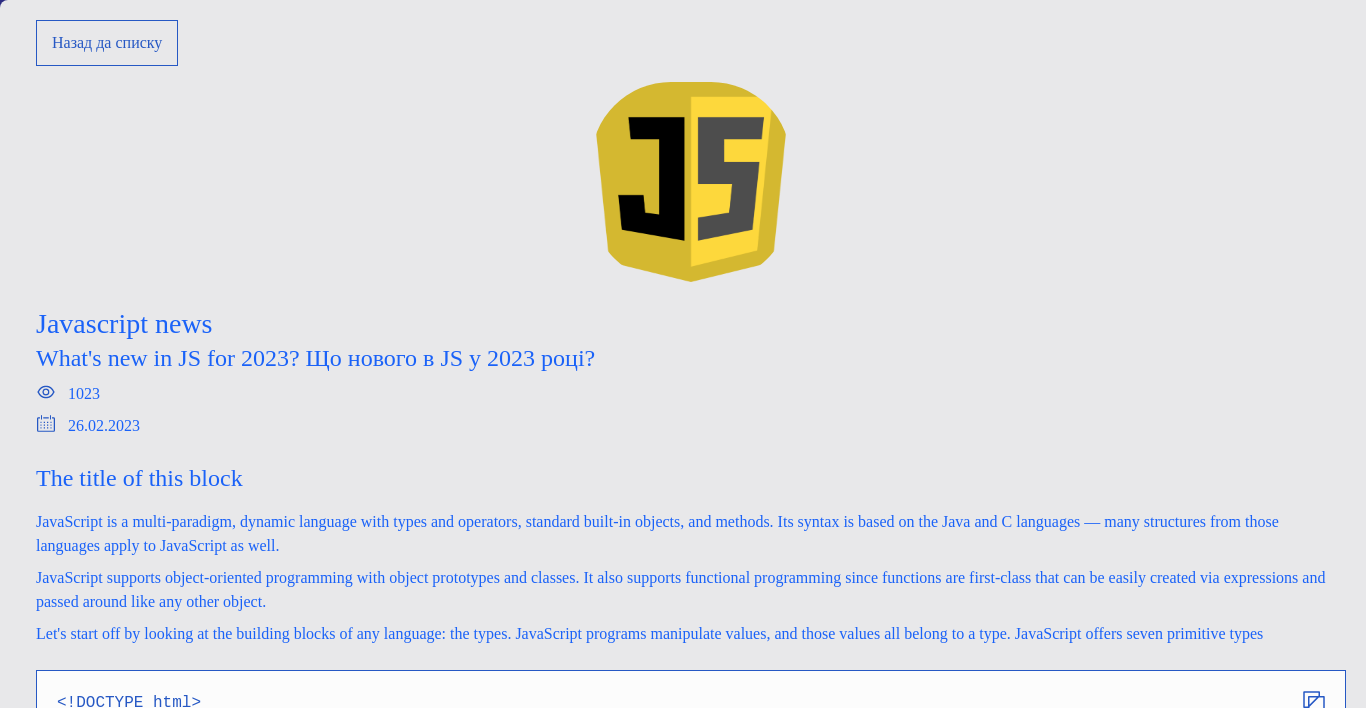 Назад да списку
JS
Javascript news
What's new in JS for 2023? Що нового в JS у 2023 році?
1023
26.02.2023
The title of this block
JavaScript is a multi-paradigm, dynamic language with types and operators, standard built-in objects, and methods. Its syntax is based on the Java and C languages — many structures from those
languages apply to JavaScript as well.
JavaScript supports object-oriented programming with object prototypes and classes. It also supports functional programming since functions are first-class that can be easily created via expressions and
passed around like any other object.
Let's start off by looking at the building blocks of any language: the types. JavaScript programs manipulate values, and those values all belong to a type. JavaScript offers seven primitive types
<!DOCTYPE html>